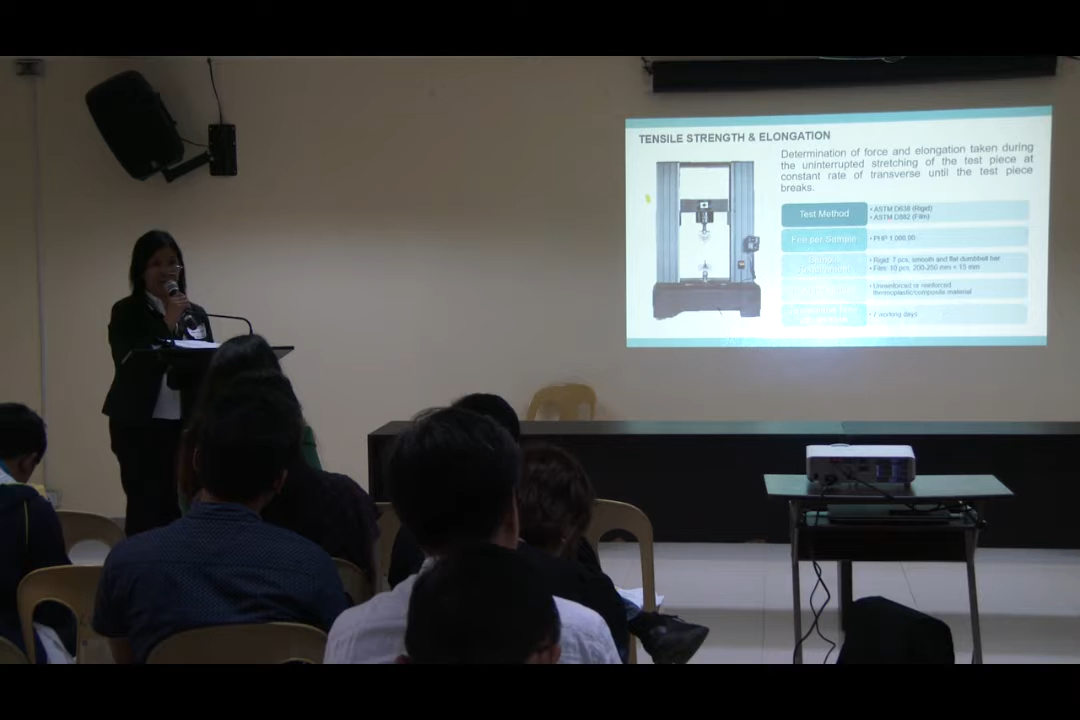 TENSILE STRENGTH & ELONGATION
Determination of force and elongation taken during
the uninterrupted stretching of the test piece at
constant rate of transverse until the test piece
breaks.
Test Method
• ASTM D638 (Rigid)
• ASTM D882 (Film)
Fee per Sample
• Rigid: 7 pcs, smooth and flat dumbbell bar
• Film: 10 pcs, 200-250 mm × 15 mm
• Unreinforced or reinforced
thermoplastic/composite material
• 7 working days